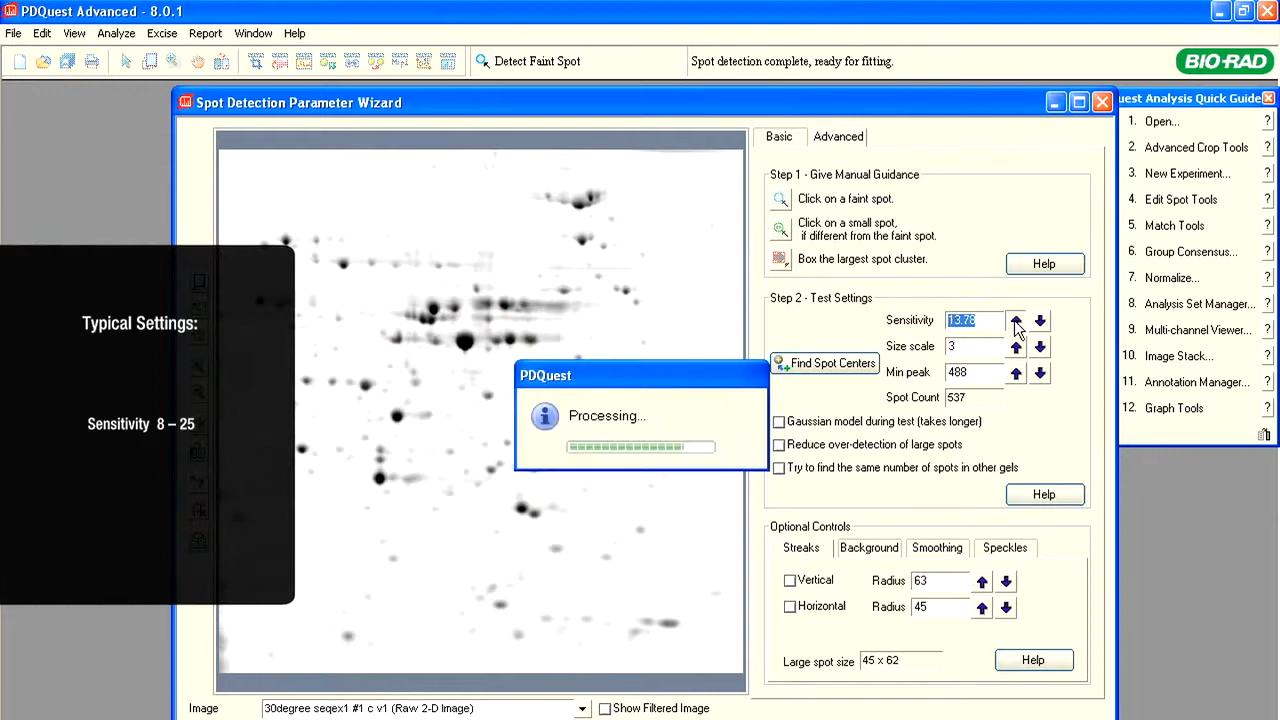 PDQuest Advanced - 8.0.1
File Edit View Analyze Excise Report Window Help
Detect Faint Spot
Spot detection complete, ready for fitting.
BIO-RAD
Spot Detection Parameter Wizard
uest Analysis Quick Guide
1. Open... ?
2. Advanced Crop Tools ?
3. New Experiment... ?
4. Edit Spot Tools ?
5. Match Tools ?
6. Group Consensus... ?
7. Normalize... ?
8. Analysis Set Manager... ?
9. Multi-channel Viewer... ?
10. Image Stack... ?
11. Annotation Manager... ?
12. Graph Tools ?
Basic Advanced
Step 1 - Give Manual Guidance
Click on a faint spot.
Click on a small spot,
if different from the faint spot.
Box the largest spot cluster.
Help
Step 2 - Test Settings
Sensitivity 13.78
Size scale 3
Find Spot Centers
Min peak 488
Spot Count 537
Gaussian model during test (takes longer)
Reduce over-detection of large spots
Try to find the same number of spots in other gels
Help
Optional Controls
Streaks Background Smoothing Speckles
Vertical Radius 63
Horizontal Radius 45
Large spot size 45 x 62
Help
PDQuest
Processing...
Typical Settings:
Sensitivity 8 – 25
Image 30degree seqex1 #1 c v1 (Raw 2-D Image) Show Filtered Image